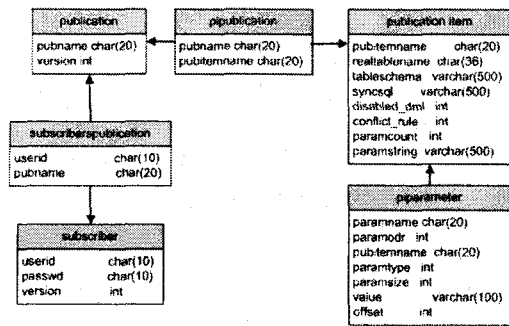 publication
pubname char(20)
version int
pipublication
pubname char(20)
pubitemname char(20)
publication item
pubitemname char(20)
realtablename char(36)
tableschema varchar(500)
syncsql varchar(500)
disabled_dml int
conflict_rule int
paramcount int
paramstring varchar(500)
subscriberspublication
userid char(10)
pubname char(20)
subscriber
userid char(10)
passwd char(10)
version int
piparameter
paramname char(20)
paramodr int
pubitemname char(20)
paramtype int
paramsize int
value varchar(100)
offset int